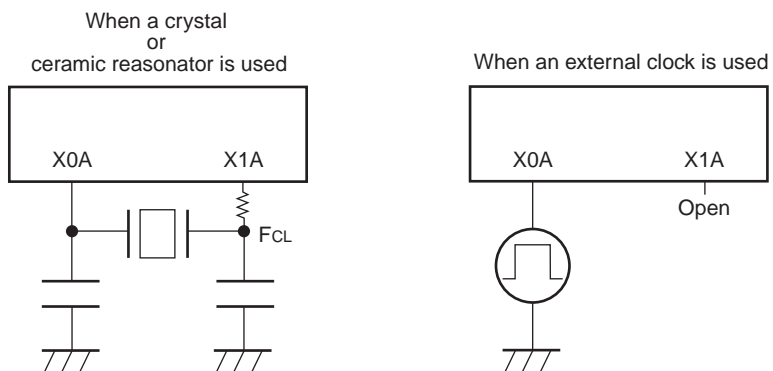 When a crystal
or
ceramic reasonator is used
X0A
X1A
FCL
When an external clock is used
X0A
X1A
Open